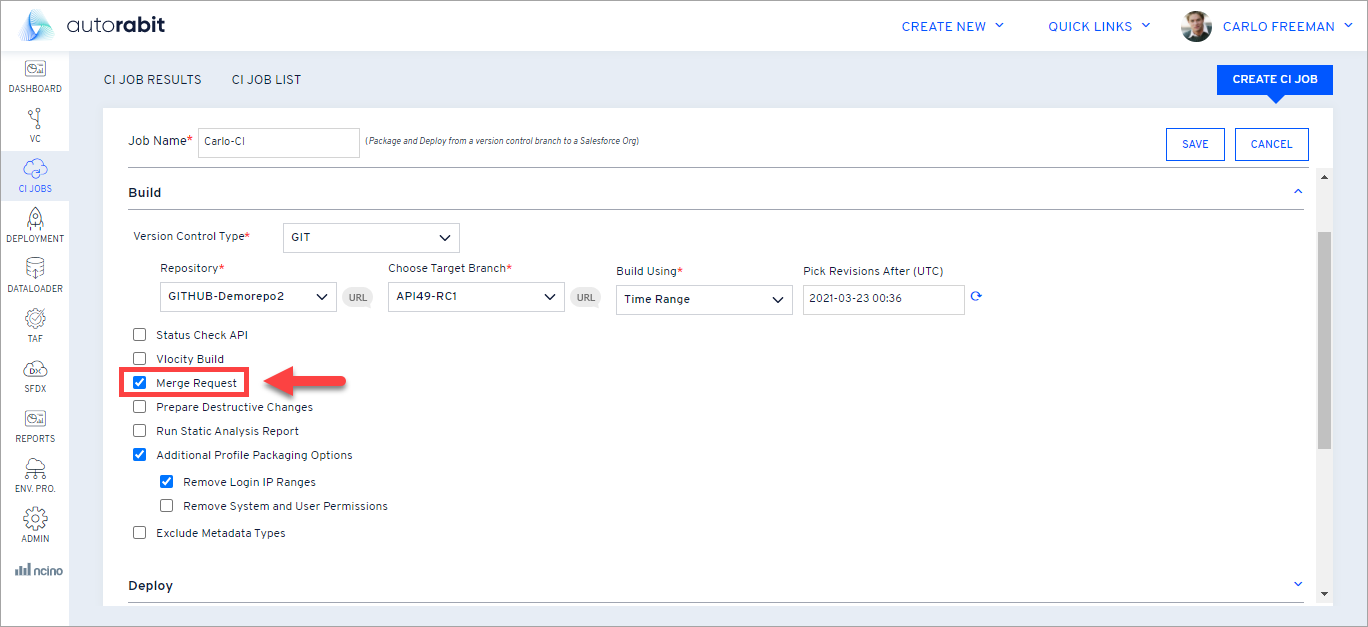 autorabit
CREATE NEW
QUICK LINKS
CARLO FREEMAN
DASHBOARD
VC
CI JOBS
DEPLOYMENT
DATALOADER
TAF
SFDX
REPORTS
ENV. PRO.
ADMIN
ncino
CI JOB RESULTS
CI JOB LIST
CREATE CI JOB
Job Name* Carlo-CI (Package and Deploy from a version control branch to a Salesforce Org)
SAVE
CANCEL
Build
Version Control Type* GIT
Repository* Choose Target Branch* Build Using* Pick Revisions After (UTC)
GITHUB-Demorepo2 URL API49-RC1 URL Time Range 2021-03-23 00:36
Status Check API
Vlocity Build
Merge Request
Prepare Destructive Changes
Run Static Analysis Report
Additional Profile Packaging Options
Remove Login IP Ranges
Remove System and User Permissions
Exclude Metadata Types
Deploy